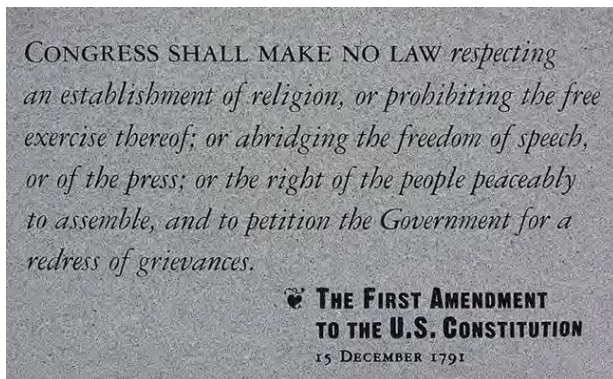 CONGRESS SHALL MAKE NO LAW respecting
an establishment of religion, or prohibiting the free
exercise thereof; or abridging the freedom of speech,
or of the press; or the right of the people peaceably
to assemble, and to petition the Government for a
redress of grievances.
THE FIRST AMENDMENT
TO THE U.S. CONSTITUTION
15 DECEMBER 1791